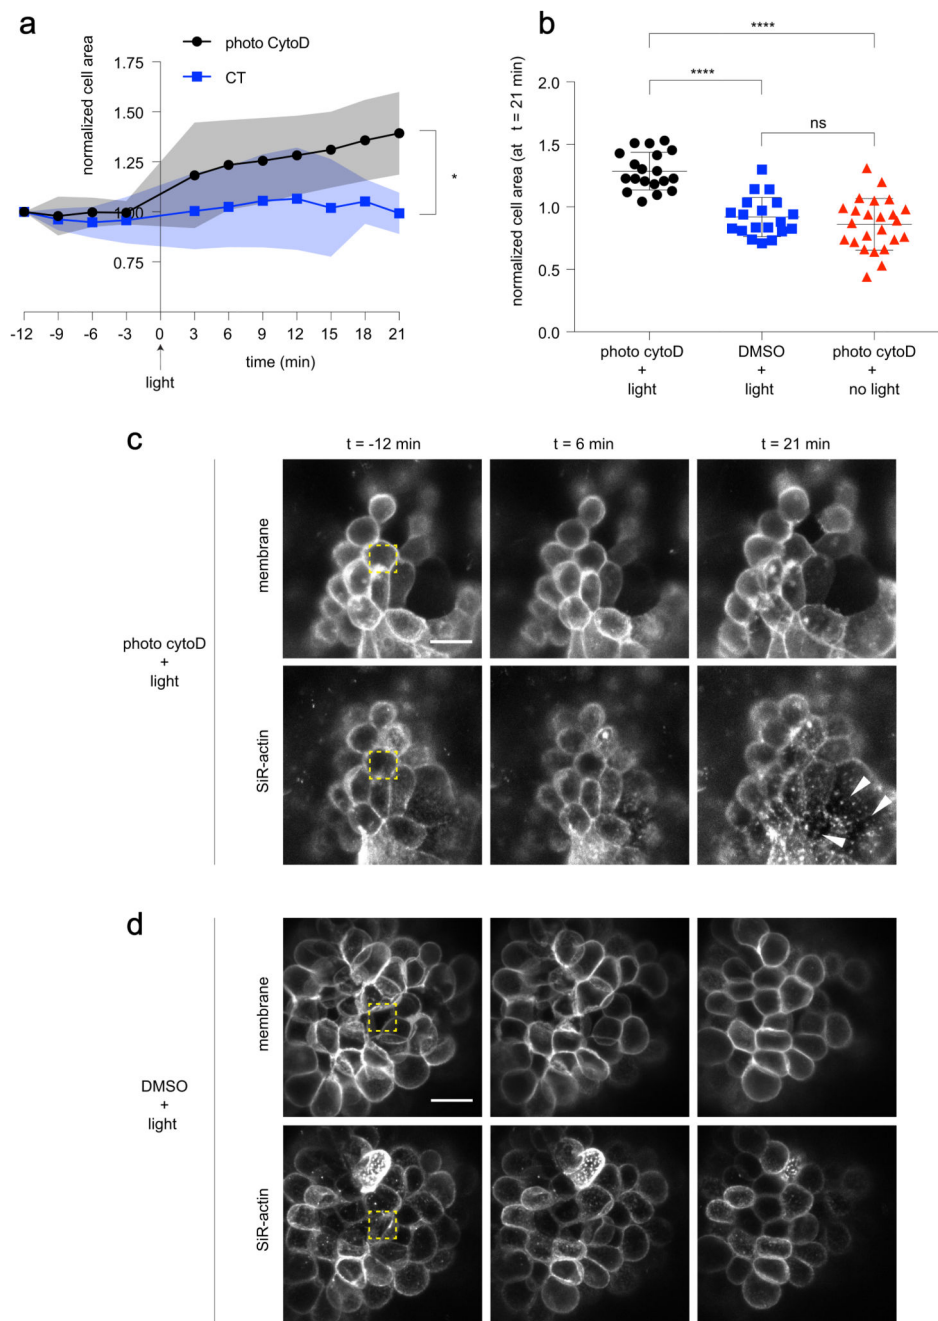 a
photo CytoD
CT
normalized cell area
1.75
1.50
1.25
1.00
0.75
*
-12 -9 -6 -3 0 3 6 9 12 15 18 21
time (min)
light
b
****
****
ns
normalized cell area (at t = 21 min)
2.0
1.5
1.0
0.5
0.0
photo cytoD
+
light
DMSO
+
light
photo cytoD
+
no light
c
t = -12 min
t = 6 min
t = 21 min
photo cytoD
+
light
membrane
SiR-actin
d
DMSO
+
light
membrane
SiR-actin